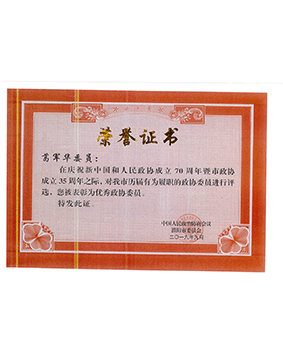 荣誉证书
军华委员：
在庆祝新中国和人民政协成立 70 周年暨市政协
成立 35 周年之际，对我市历届有为履职的政协委员进行评
选，您被表彰为优秀政协委员。
特发此证。
中国人民政治协商会议
市委员会
二〇一九年九月